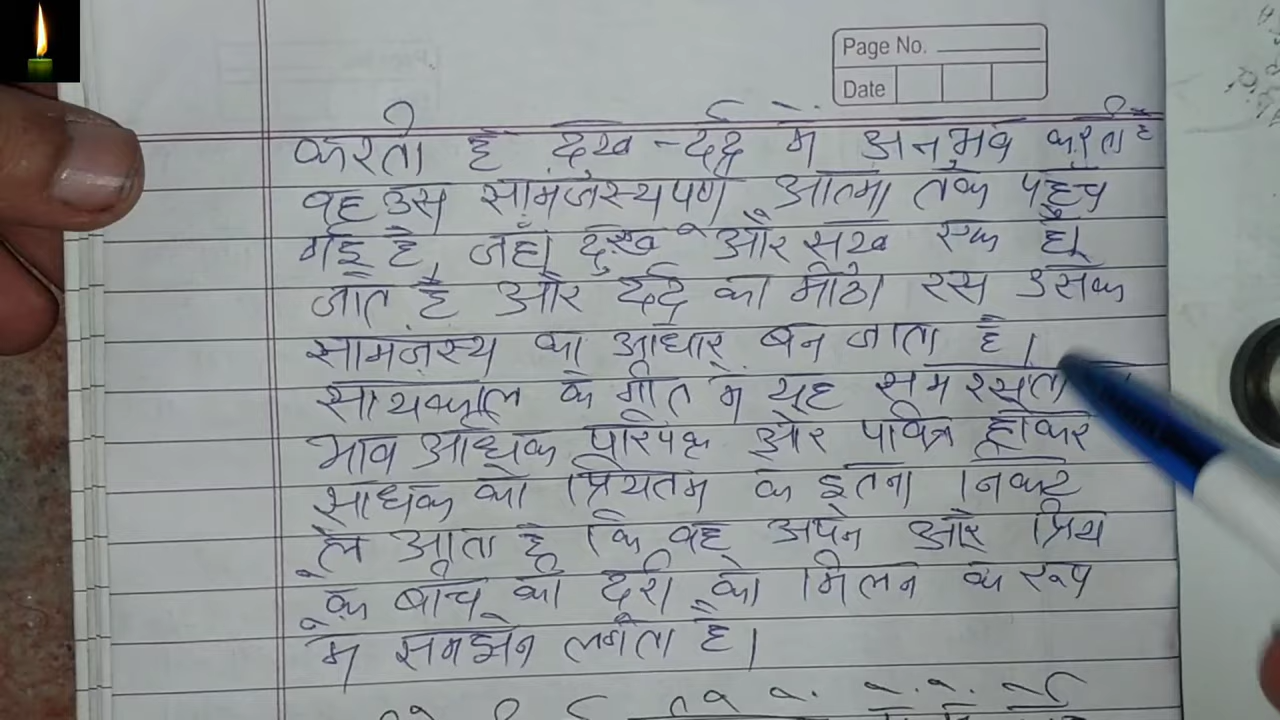 Page No.
Date
करती है दुःख-दर्द में अनुभव करती है
वह उस सामंजस्यपूर्ण आत्मा तक पहुंच
गई है, जहाँ दुःख और सुख एक हो
जाते है और दर्द का मीठा रस उसके
सामंजस्य का आधार बन जाता है।
सायंकाल के गीत में यह समरसता
भाव अधिक परिपक्व और पवित्र होकर
साधक को प्रियतम के इतना निकट
ले आता है कि वह अपने और प्रिय
के बीच की दूरी को मिलन के रूप
में समझने लगता है।